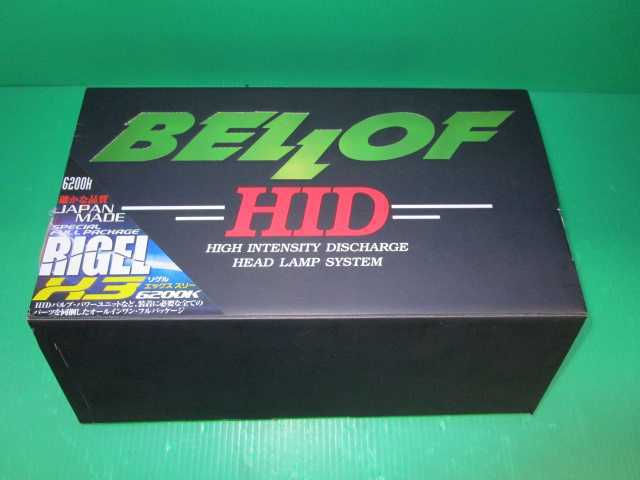 BELLOF
6200k
確かな品質
JAPAN
MADE
HID
HIGH INTENSITY DISCHARGE
HEAD LAMP SYSTEM
SPECIAL
FULL PACKAGE
RIGEL
リゲル
X3
エックス スリー
6200K
HIDバルブ・パワーユニットなど、装着に必要な全ての
パーツを同梱したオールインワン・フルパッケージ